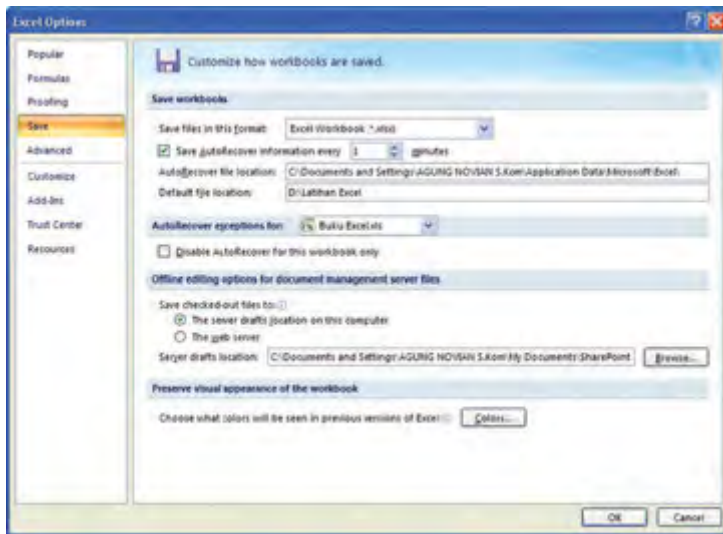 Excel Options
Popular
Formulas
Proofing
Save
Advanced
Customize
Add-Ins
Trust Center
Resources
Customize how workbooks are saved.
Save workbooks
Save files in this format: Excel Workbook (*.xlsx)
Save AutoRecover information every 1 minutes
AutoRecover file location: C:\Documents and Settings\AGUNG NOVIAN S.Kom\Application Data\Microsoft\Excel\
Default file location: D:\Latihan Excel
AutoRecover exceptions for: Buku Excel.xls
Disable AutoRecover for this workbook only
Offline editing options for document management server files
Save checked-out files to:
The server drafts location on this computer
The web server
Server drafts location: C:\Documents and Settings\AGUNG NOVIAN S.Kom\My Documents\SharePoint
Browse...
Preserve visual appearance of the workbook
Choose what colors will be seen in previous versions of Excel:
Colors...
OK
Cancel